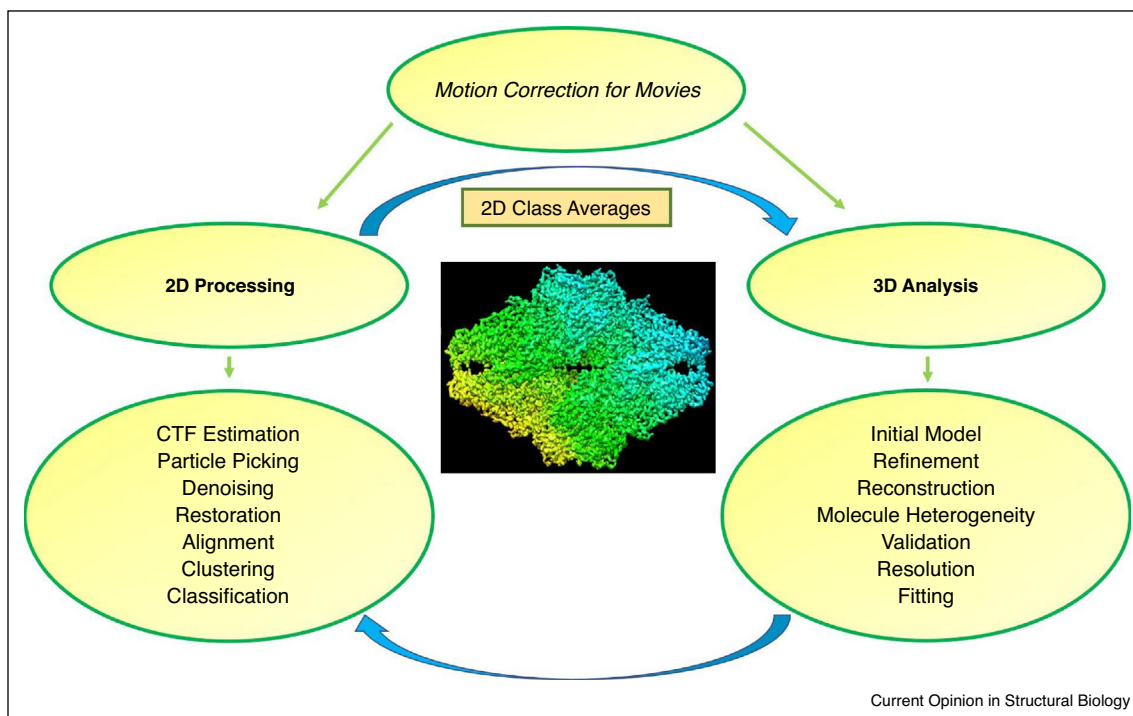 Motion Correction for Movies
2D Class Averages
2D Processing
3D Analysis
CTF Estimation
Particle Picking
Denoising
Restoration
Alignment
Clustering
Classification
Initial Model
Refinement
Reconstruction
Molecule Heterogeneity
Validation
Resolution
Fitting
Current Opinion in Structural Biology